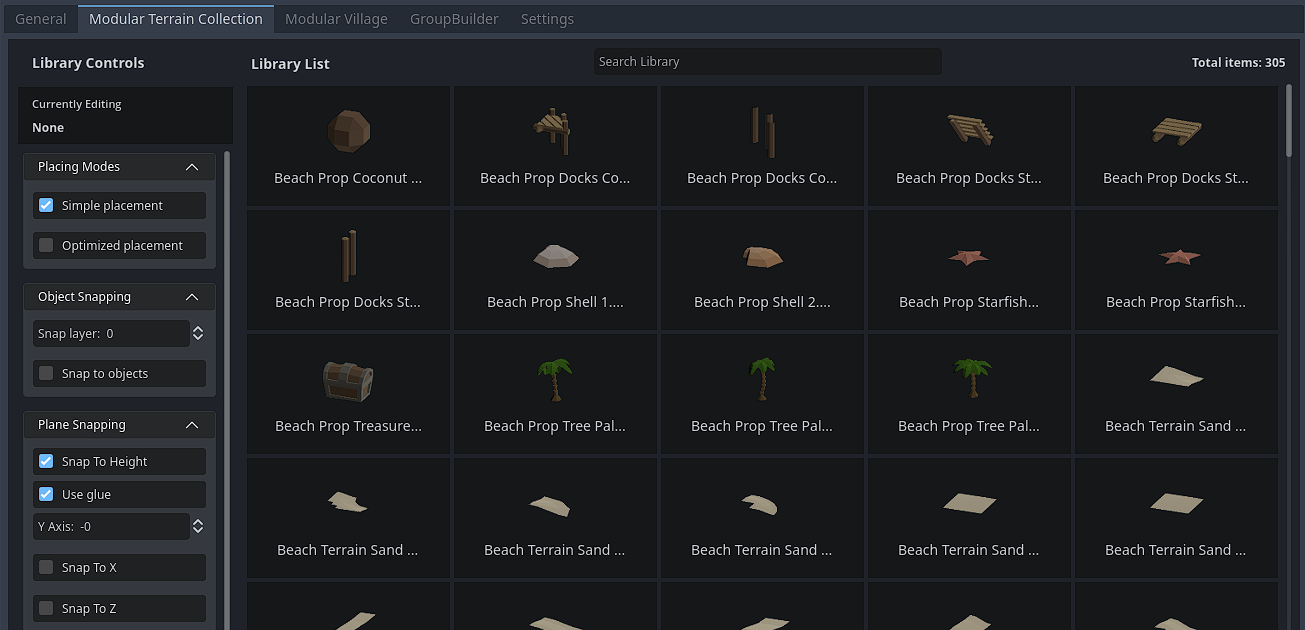 General Modular Terrain Collection Modular Village GroupBuilder Settings
Library Controls
Currently Editing
None
Placing Modes
Simple placement
Optimized placement
Object Snapping
Snap layer: 0
Snap to objects
Plane Snapping
Snap To Height
Use glue
Y Axis: -0
Snap To X
Snap To Z
Library List Search Library Total items: 305
Beach Prop Coconut ... Beach Prop Docks Co... Beach Prop Docks Co... Beach Prop Docks St... Beach Prop Docks St...
Beach Prop Docks St... Beach Prop Shell 1.... Beach Prop Shell 2.... Beach Prop Starfish... Beach Prop Starfish...
Beach Prop Treasure... Beach Prop Tree Pal... Beach Prop Tree Pal... Beach Prop Tree Pal... Beach Terrain Sand ...
Beach Terrain Sand ... Beach Terrain Sand ... Beach Terrain Sand ... Beach Terrain Sand ... Beach Terrain Sand ...